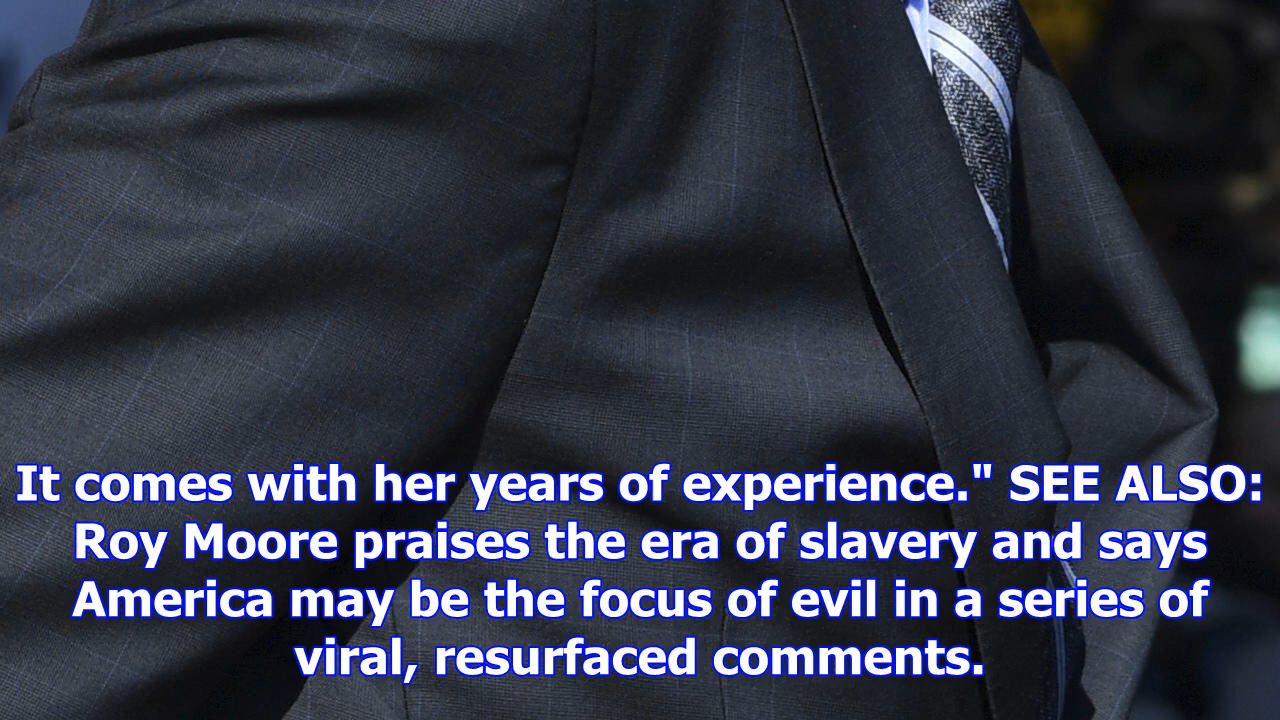 It comes with her years of experience." SEE ALSO:
Roy Moore praises the era of slavery and says
America may be the focus of evil in a series of
viral, resurfaced comments.